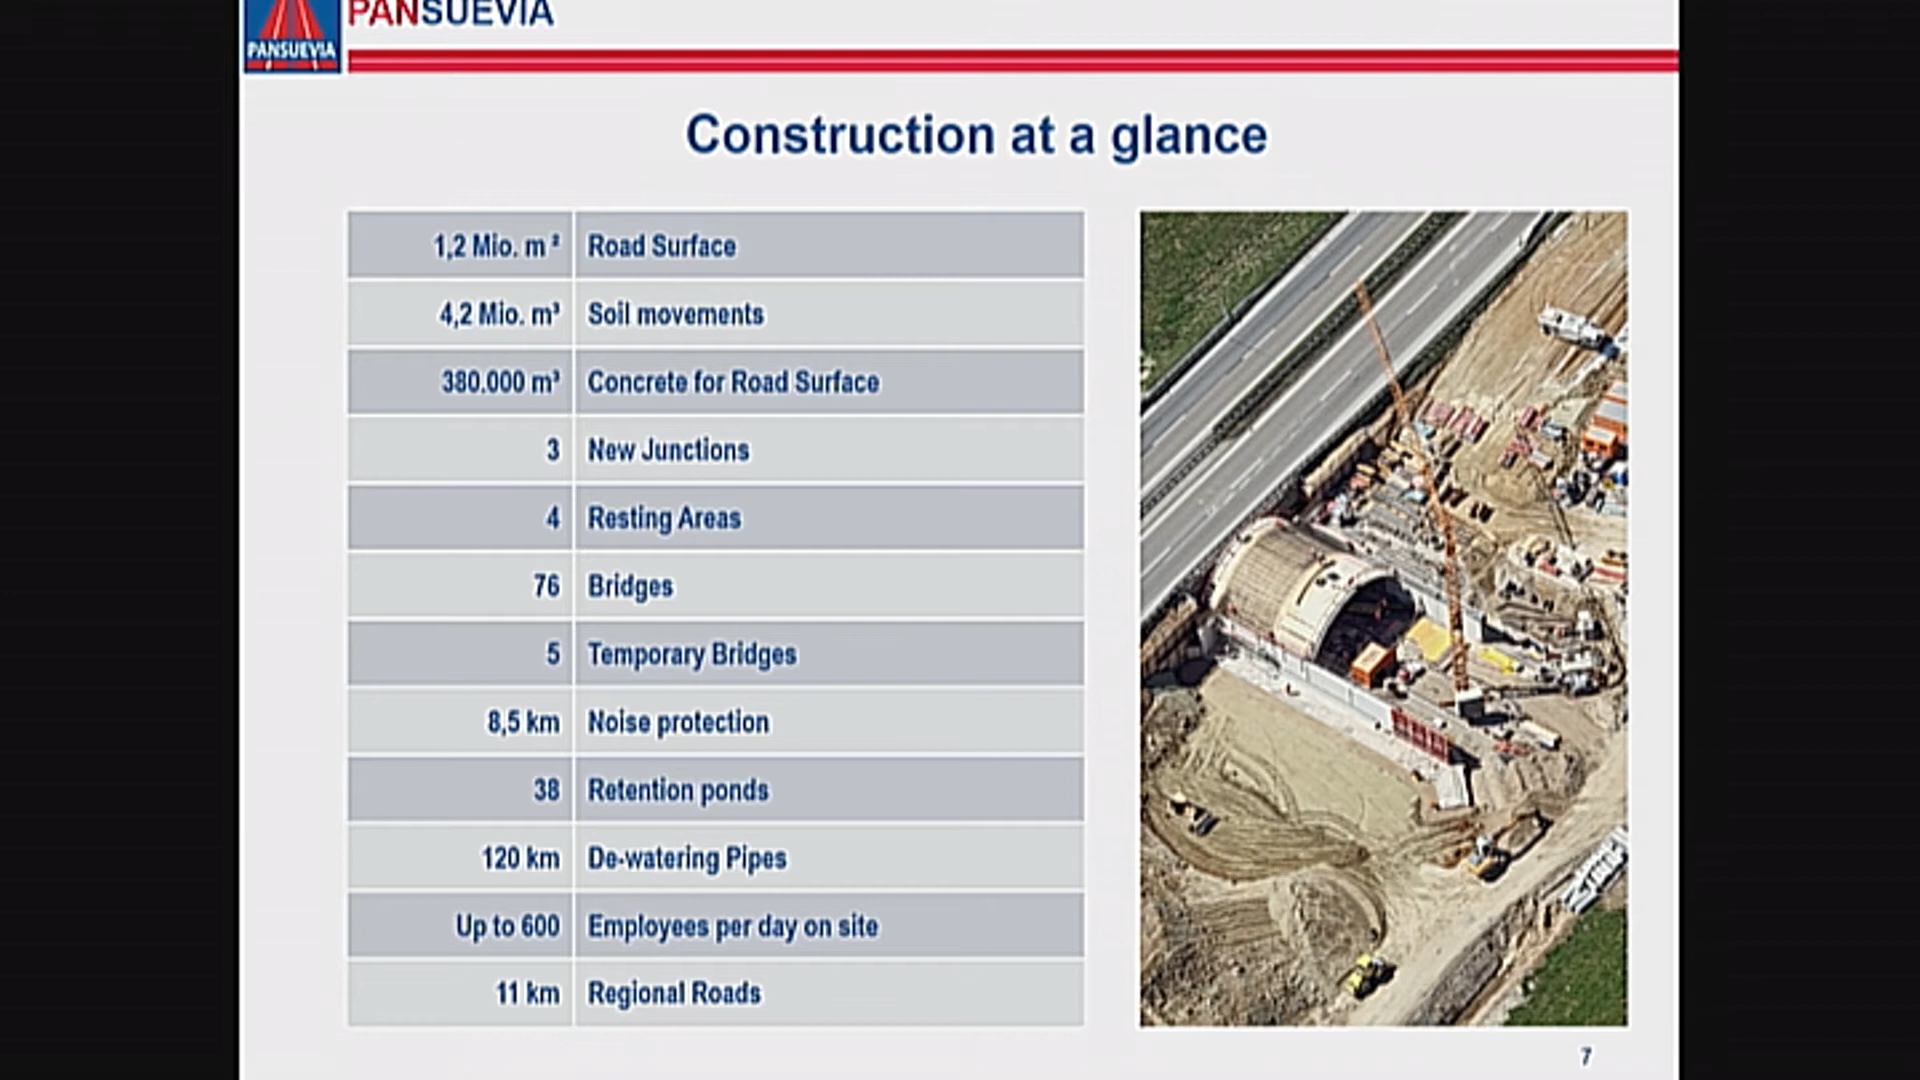 PANSUEVIA
PANSUEVIA
Construction at a glance
1,2 Mio. m² Road Surface
4,2 Mio. m³ Soil movements
380.000 m³ Concrete for Road Surface
3 New Junctions
4 Resting Areas
76 Bridges
5 Temporary Bridges
8,5 km Noise protection
38 Retention ponds
120 km De-watering Pipes
Up to 600 Employees per day on site
11 km Regional Roads
7